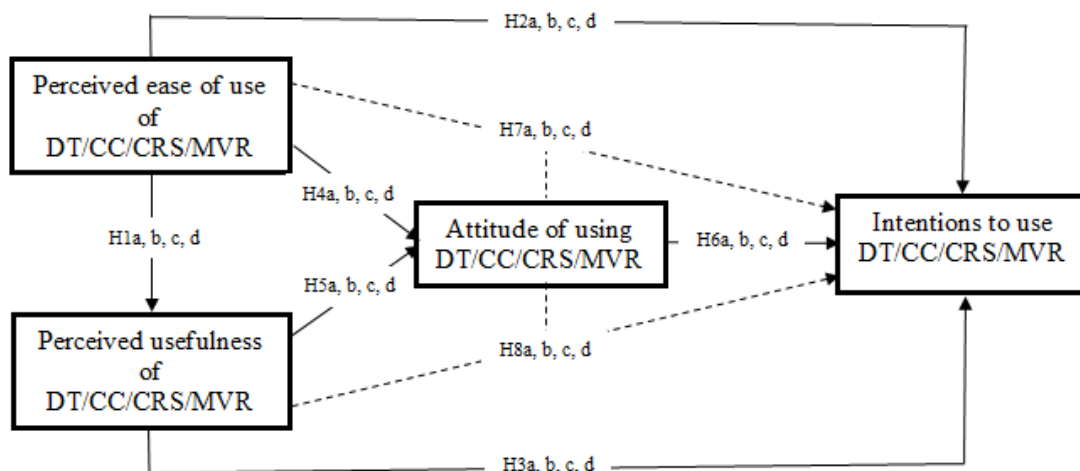 H2a, b, c, d
Perceived ease of use
of
DT/CC/CRS/MVR
H7a, b, c, d
H4a, b, c, d
Attitude of using
DT/CC/CRS/MVR
H6a, b, c, d
Intentions to use
DT/CC/CRS/MVR
H1a, b, c, d
H5a, b, c, d
Perceived usefulness
of
DT/CC/CRS/MVR
H8a, b, c, d
H3a, b, c, d